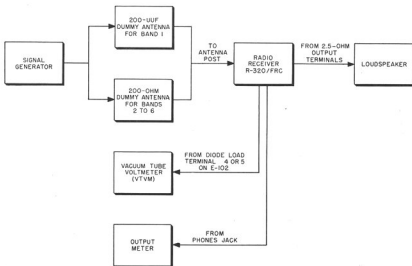 200-UUF
DUMMY ANTENNA
FOR BAND 1
SIGNAL
GENERATOR
TO
ANTENNA
POST
RADIO
RECEIVER
R-320/FRC
FROM 2.5-OHM
OUTPUT
TERMINALS
LOUDSPEAKER
200-OHM
DUMMY ANTENNA
FOR BANDS
2 TO 6
VACUUM TUBE
VOLTMETER
(VTVM)
FROM DIODE LOAD
TERMINAL 4 OR 5
ON E-102
OUTPUT
METER
FROM
PHONES JACK